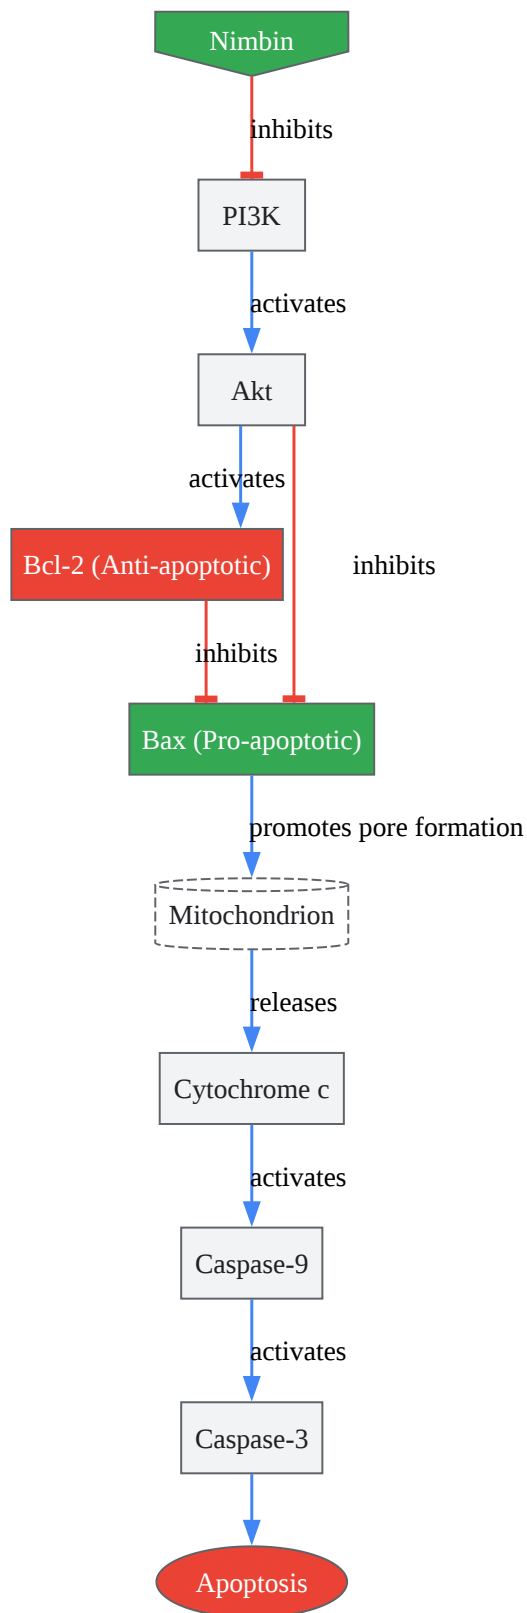 Nimbin
inhibits
PI3K
activates
Akt
activates
Bcl-2 (Anti-apoptotic)
inhibits
inhibits
Bax (Pro-apoptotic)
promotes pore formation
Mitochondrion
releases
Cytochrome c
activates
Caspase-9
activates
Caspase-3
Apoptosis